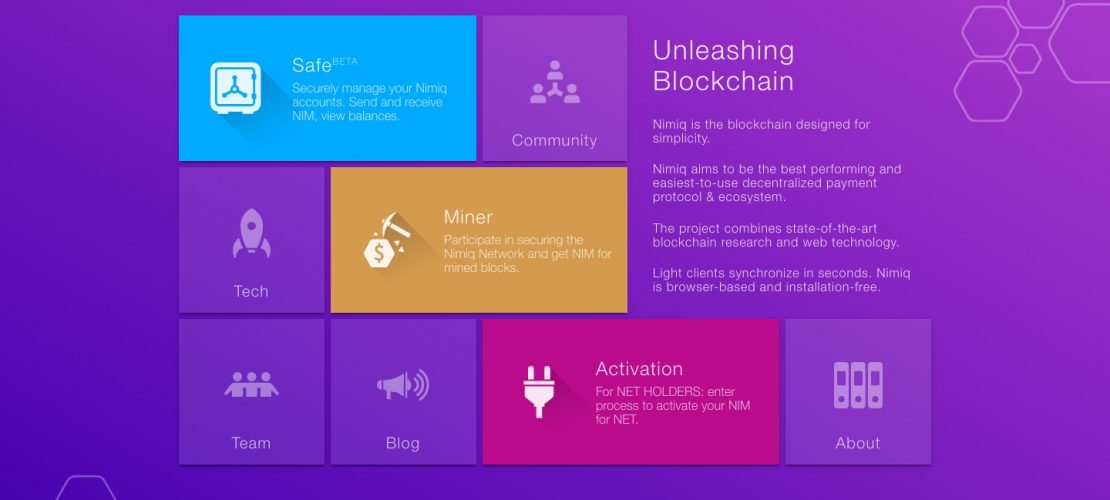 Safe BETA
Securely manage your Nimiq
accounts. Send and receive
NIM, view balances.
Community
Unleashing
Blockchain
Nimiq is the blockchain designed for
simplicity.
Nimiq aims to be the best performing and
easiest-to-use decentralized payment
protocol & ecosystem.
The project combines state-of-the-art
blockchain research and web technology.
Light clients synchronize in seconds. Nimiq
is browser-based and installation-free.
Tech
$
Miner
Participate in securing the
Nimiq Network and get NIM for
mined blocks.
Team
Blog
Activation
For NET HOLDERS: enter
process to activate your NIM
for NET.
About